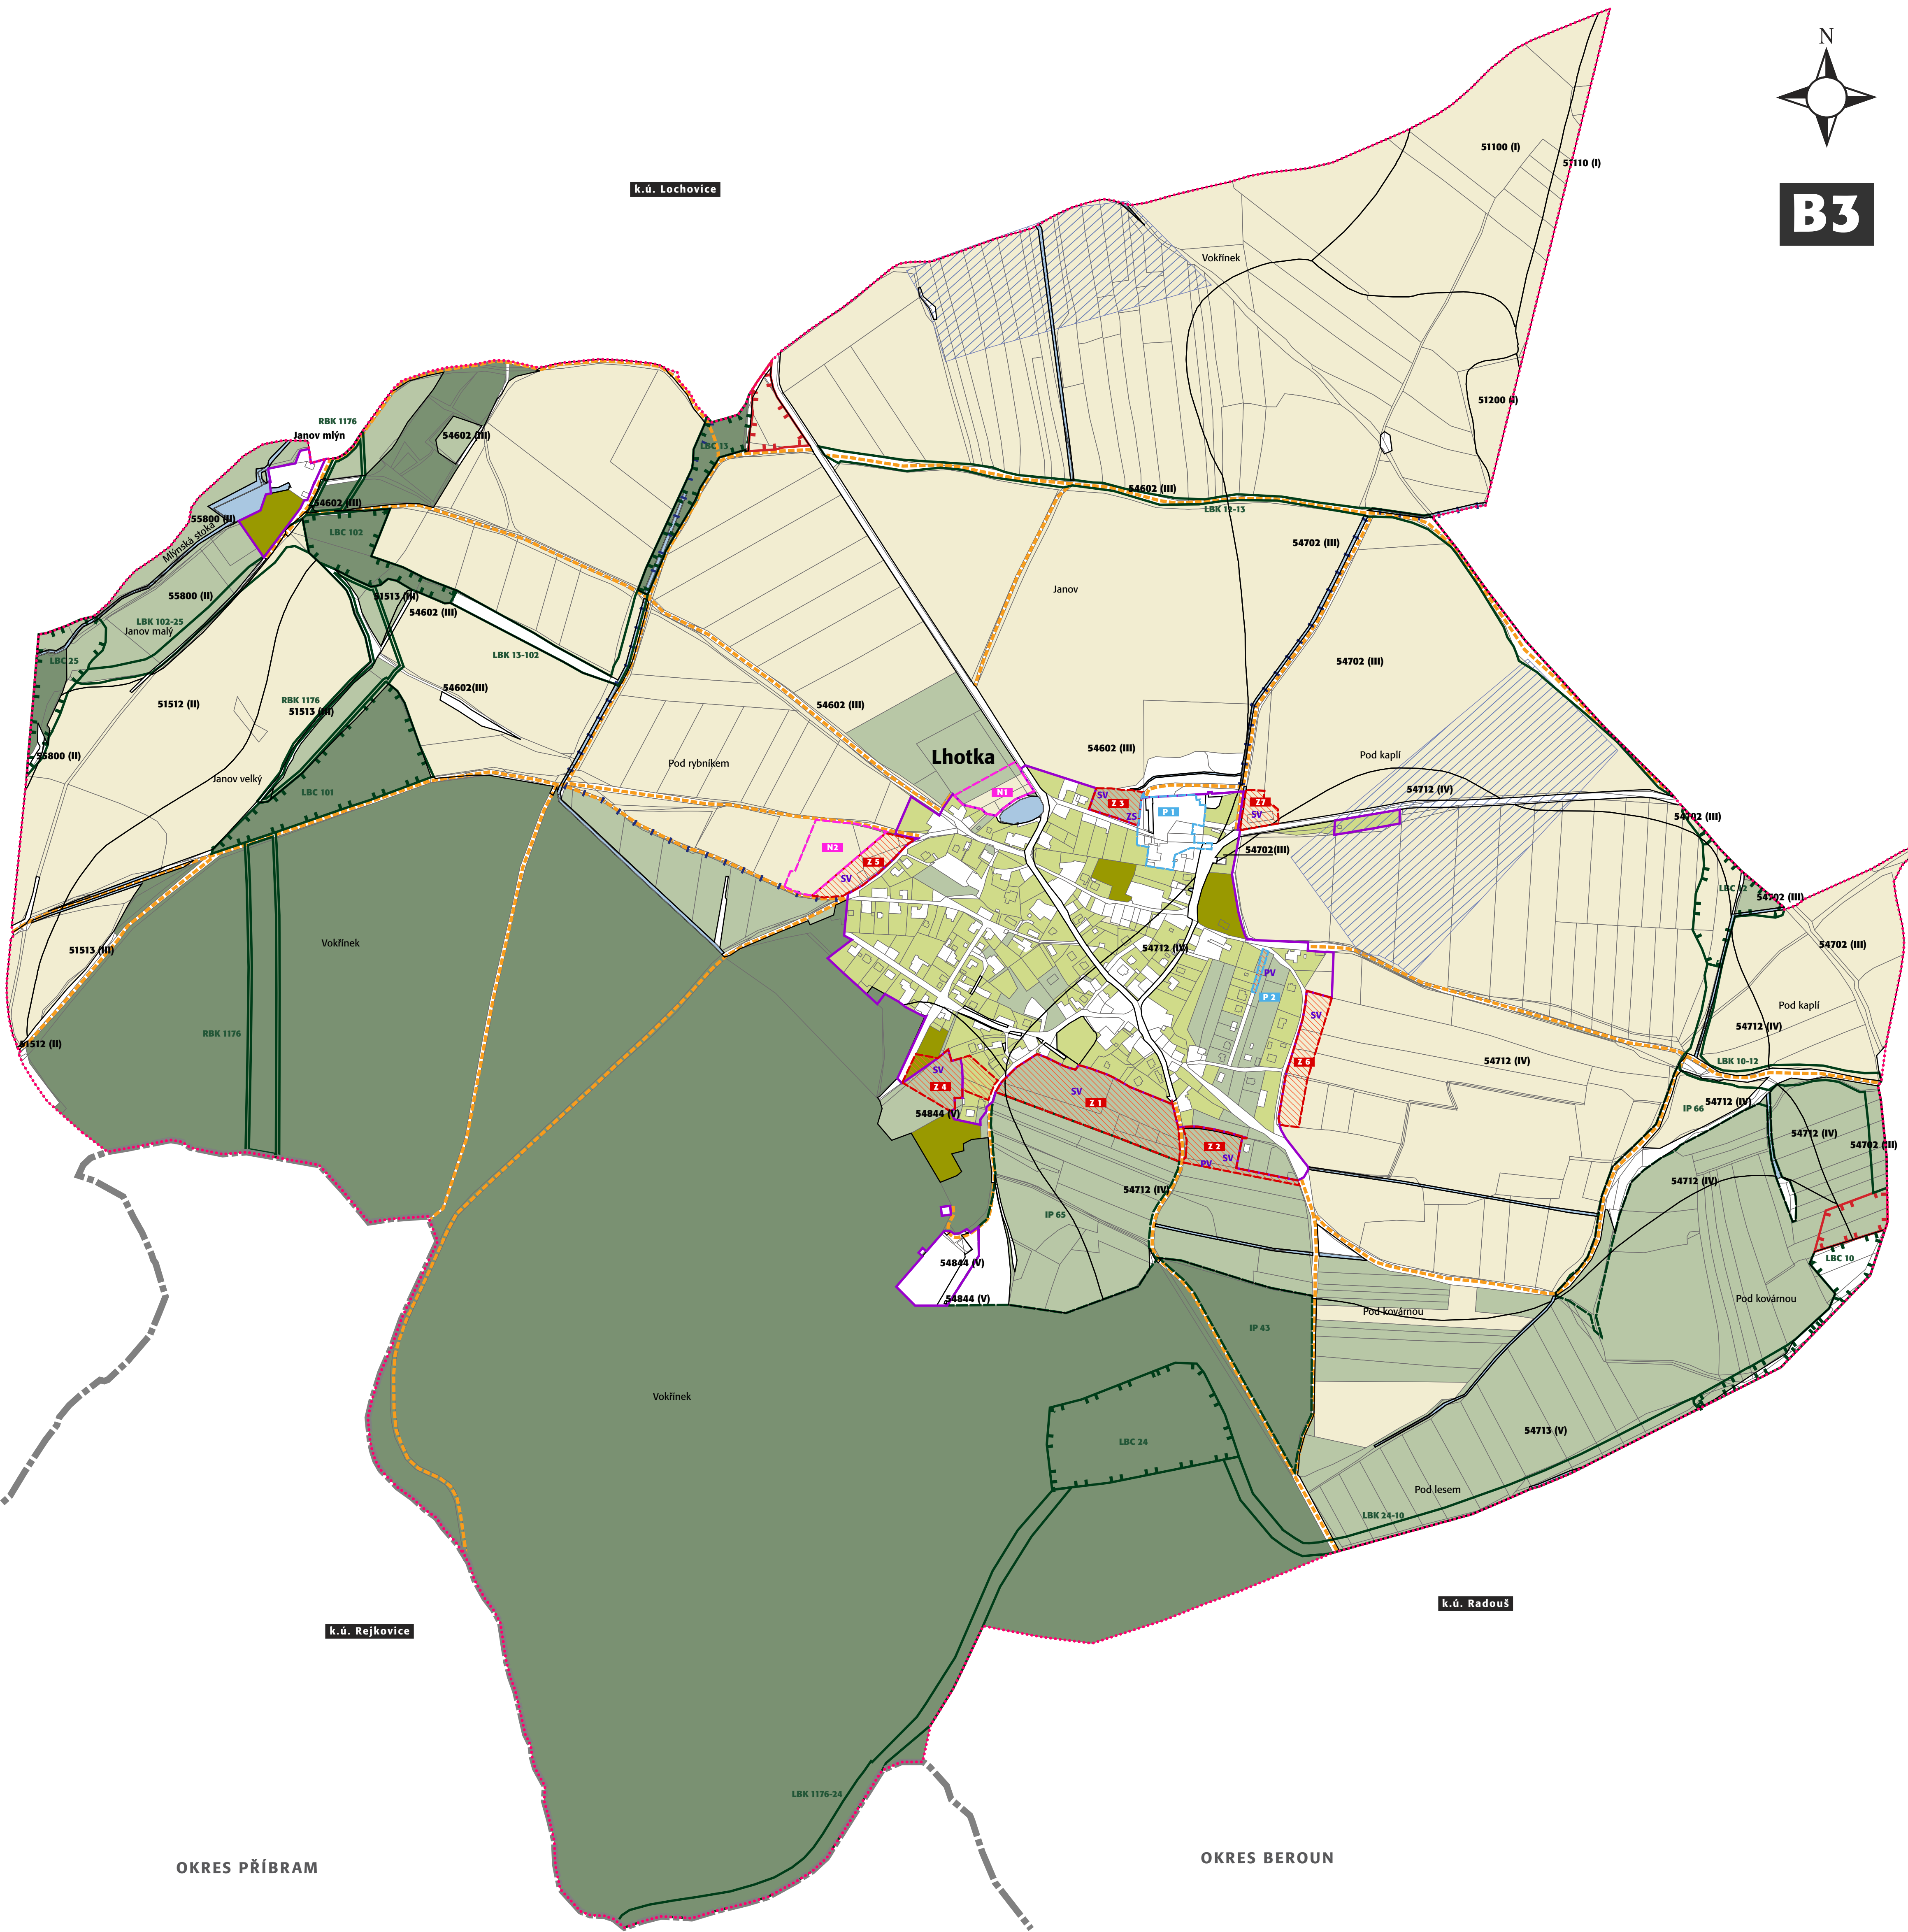 N
B3
k.ú. Lochovice
51100 (I)
51110 (I)
Vokřínek
51200 (I)
RBK 1176
Janov mlýn
54602 (III)
LBC 13
54602 (III)
54602 (III)
55800 (II)
Mlýnská stoka
LBC 102
LBK 12-13
54702 (III)
55800 (II)
51513 (III)
54602 (III)
Janov
LBK 102-25
Janov malý
LBC 25
LBK 13-102
54702 (III)
54602(III)
RBK 1176
51512 (II)
51513 (III)
54602 (III)
54602 (III)
Lhotka
Pod kaplí
55800 (II)
Pod rybníkem
Janov velký
LBC 101
N1
SV
Z 3
ZS
P 1
Z7
SV
54712 (IV)
54702 (III)
N2
Z 5
SV
54702(III)
LBC 12
54702 (III)
Vokřínek
51513 (III)
54712 (IV)
54702 (III)
PV
P 2
Pod kaplí
SV
54712 (IV)
RBK 1176
51512 (II)
Z 6
54712 (IV)
LBK 10-12
SV
Z 4
SV
Z 1
54712 (IV)
IP 66
54844 (V)
54712 (IV)
54702 (III)
Z 2
SV
PV
54712 (IV)
54712 (IV)
IP 65
54844 (V)
LBC 10
54844 (V)
Pod kovárnou
Pod kovárnou
IP 43
Vokřínek
LBC 24
54713 (V)
Pod lesem
LBK 24-10
k.ú. Radouš
k.ú. Rejkovice
LBK 1176-24
OKRES PŘÍBRAM
OKRES BEROUN